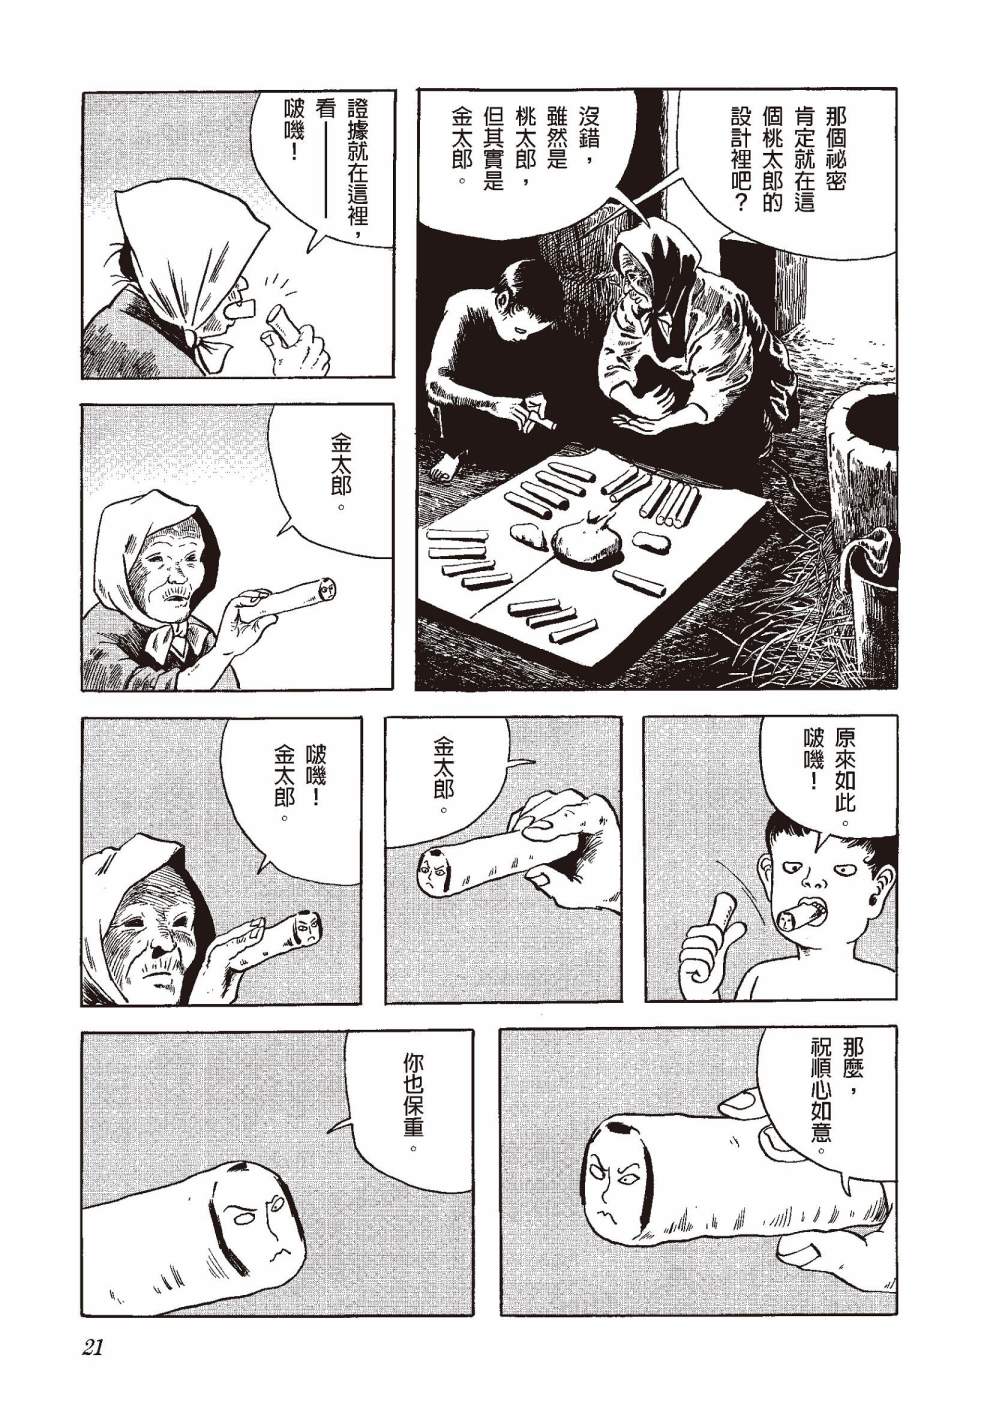 那個祕密
肯定就在這
個桃太郎的
設計裡吧？
沒錯，
雖然是
桃太郎，
但其實是
金太郎。
證據就在這裡，
看——
啵嘰！
金太郎。
原來如此。
啵嘰！
金太郎。
啵嘰！
金太郎。
那麼，
祝順心如意。
你也保重。
21